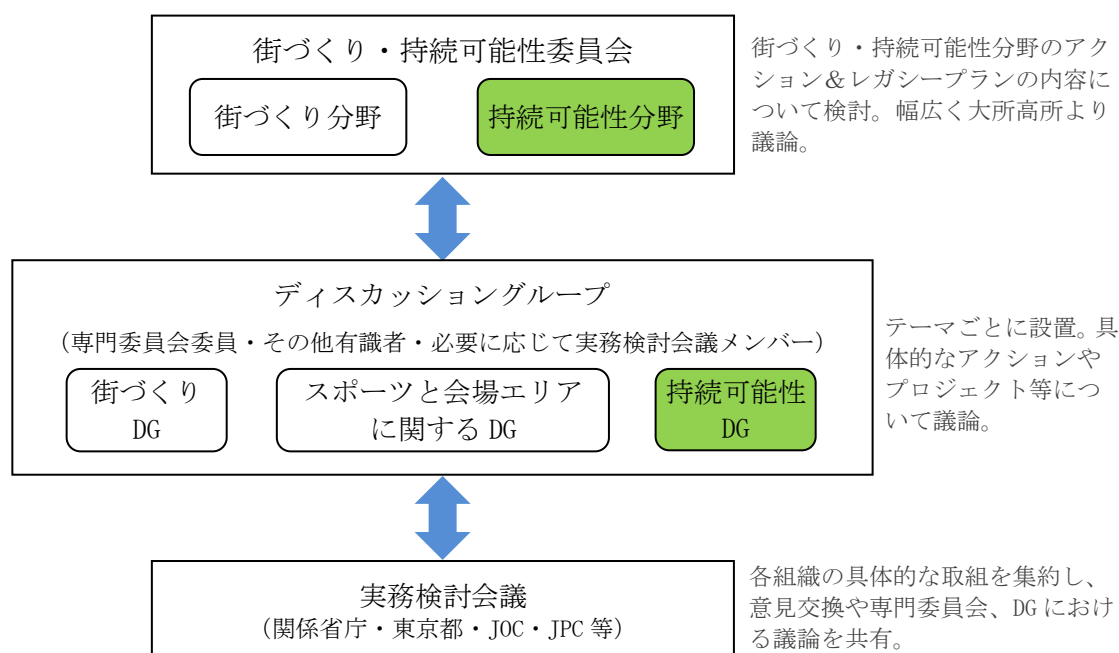 街づくり・持続可能性委員会
街づくり分野
持続可能性分野
街づくり・持続可能性分野のアク
ション＆レガシープランの内容に
ついて検討。幅広く大所高所より
議論。
ディスカッショングループ
（専門委員会委員・その他有識者・必要に応じて実務検討会議メンバー）
街づくり
DG
スポーツと会場エリア
に関する DG
持続可能性
DG
テーマごとに設置。具
体的なアクションや
プロジェクト等につ
いて議論。
実務検討会議
（関係省庁・東京都・JOC・JPC 等）
各組織の具体的な取組を集約し、
意見交換や専門委員会、DG におけ
る議論を共有。